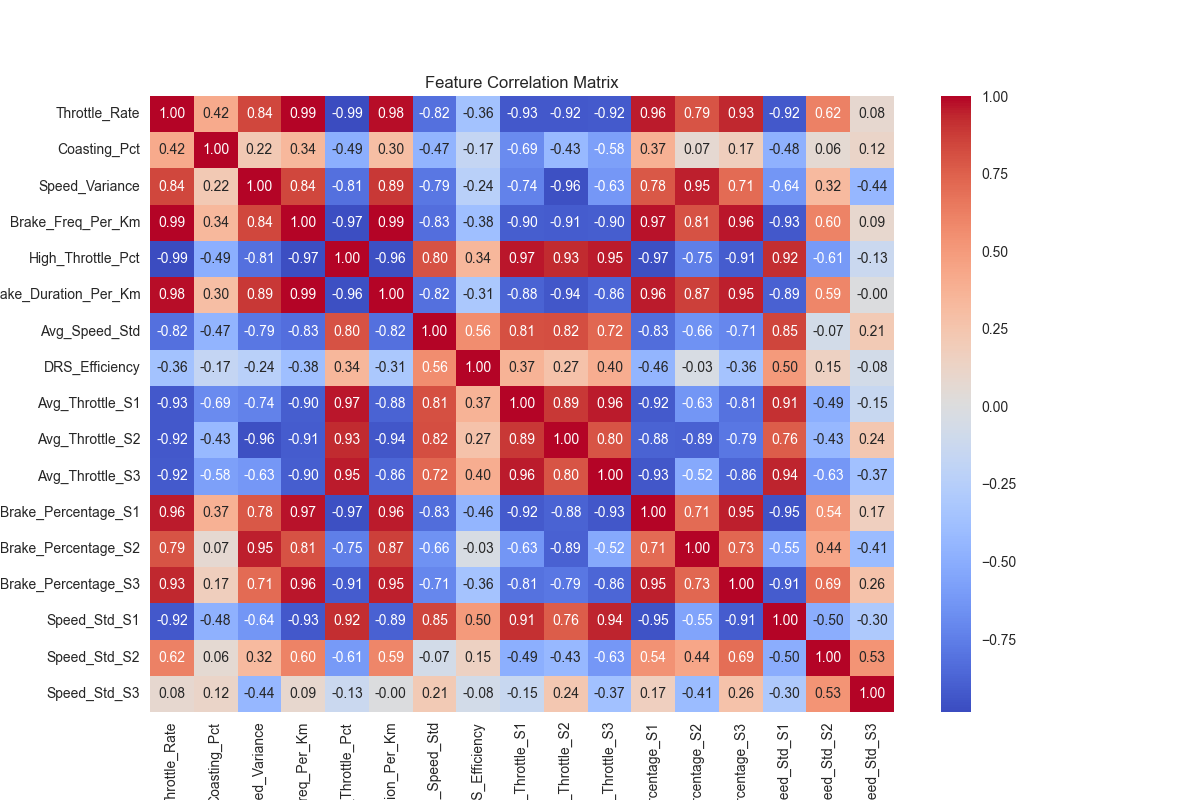 Feature Correlation Matrix
Throttle_Rate 1.00 0.42 0.84 0.99 -0.99 0.98 -0.82 -0.36 -0.93 -0.92 -0.92 0.96 0.79 0.93 -0.92 0.62 0.08
Coasting_Pct 0.42 1.00 0.22 0.34 -0.49 0.30 -0.47 -0.17 -0.69 -0.43 -0.58 0.37 0.07 0.17 -0.48 0.06 0.12
Speed_Variance 0.84 0.22 1.00 0.84 -0.81 0.89 -0.79 -0.24 -0.74 -0.96 -0.63 0.78 0.95 0.71 -0.64 0.32 -0.44
Brake_Freq_Per_Km 0.99 0.34 0.84 1.00 -0.97 0.99 -0.83 -0.38 -0.90 -0.91 -0.90 0.97 0.81 0.96 -0.93 0.60 0.09
High_Throttle_Pct -0.99 -0.49 -0.81 -0.97 1.00 -0.96 0.80 0.34 0.97 0.93 0.95 -0.97 -0.75 -0.91 0.92 -0.61 -0.13
ake_Duration_Per_Km 0.98 0.30 0.89 0.99 -0.96 1.00 -0.82 -0.31 -0.88 -0.94 -0.86 0.96 0.87 0.95 -0.89 0.59 -0.00
Avg_Speed_Std -0.82 -0.47 -0.79 -0.83 0.80 -0.82 1.00 0.56 0.81 0.82 0.72 -0.83 -0.66 -0.71 0.85 -0.07 0.21
DRS_Efficiency -0.36 -0.17 -0.24 -0.38 0.34 -0.31 0.56 1.00 0.37 0.27 0.40 -0.46 -0.03 -0.36 0.50 0.15 -0.08
Avg_Throttle_S1 -0.93 -0.69 -0.74 -0.90 0.97 -0.88 0.81 0.37 1.00 0.89 0.96 -0.92 -0.63 -0.81 0.91 -0.49 -0.15
Avg_Throttle_S2 -0.92 -0.43 -0.96 -0.91 0.93 -0.94 0.82 0.27 0.89 1.00 0.80 -0.88 -0.89 -0.79 0.76 -0.43 0.24
Avg_Throttle_S3 -0.92 -0.58 -0.63 -0.90 0.95 -0.86 0.72 0.40 0.96 0.80 1.00 -0.93 -0.52 -0.86 0.94 -0.63 -0.37
Brake_Percentage_S1 0.96 0.37 0.78 0.97 -0.97 0.96 -0.83 -0.46 -0.92 -0.88 -0.93 1.00 0.71 0.95 -0.95 0.54 0.17
Brake_Percentage_S2 0.79 0.07 0.95 0.81 -0.75 0.87 -0.66 -0.03 -0.63 -0.89 -0.52 0.71 1.00 0.73 -0.55 0.44 -0.41
Brake_Percentage_S3 0.93 0.17 0.71 0.96 -0.91 0.95 -0.71 -0.36 -0.81 -0.79 -0.86 0.95 0.73 1.00 -0.91 0.69 0.26
Speed_Std_S1 -0.92 -0.48 -0.64 -0.93 0.92 -0.89 0.85 0.50 0.91 0.76 0.94 -0.95 -0.55 -0.91 1.00 -0.50 -0.30
Speed_Std_S2 0.62 0.06 0.32 0.60 -0.61 0.59 -0.07 0.15 -0.49 -0.43 -0.63 0.54 0.44 0.69 -0.50 1.00 0.53
Speed_Std_S3 0.08 0.12 -0.44 0.09 -0.13 -0.00 0.21 -0.08 -0.15 0.24 -0.37 0.17 -0.41 0.26 -0.30 0.53 1.00
Throttle_Rate
Coasting_Pct
ed_Variance
req_Per_Km
_Throttle_Pct
ion_Per_Km
_Speed_Std
S_Efficiency
_Throttle_S1
_Throttle_S2
_Throttle_S3
rcentage_S1
rcentage_S2
rcentage_S3
eed_Std_S1
eed_Std_S2
eed_Std_S3
1.00
0.75
0.50
0.25
0.00
−0.25
−0.50
−0.75